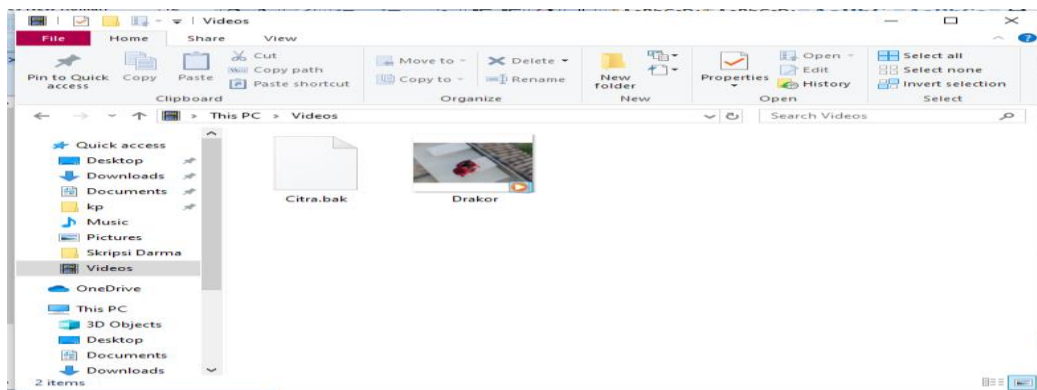 Videos
File Home Share View
Pin to Quick access
Copy
Paste
Cut
Copy path
Paste shortcut
Clipboard
Move to
Copy to
Delete
Rename
Organize
New folder
New
Properties
Open
Edit
History
Open
Select all
Select none
Invert selection
Select
This PC > Videos
Search Videos
Quick access
Desktop
Downloads
Documents
kp
Music
Pictures
Skripsi Darma
Videos
OneDrive
This PC
3D Objects
Desktop
Documents
Downloads
Citra.bak
Drakor
2 items